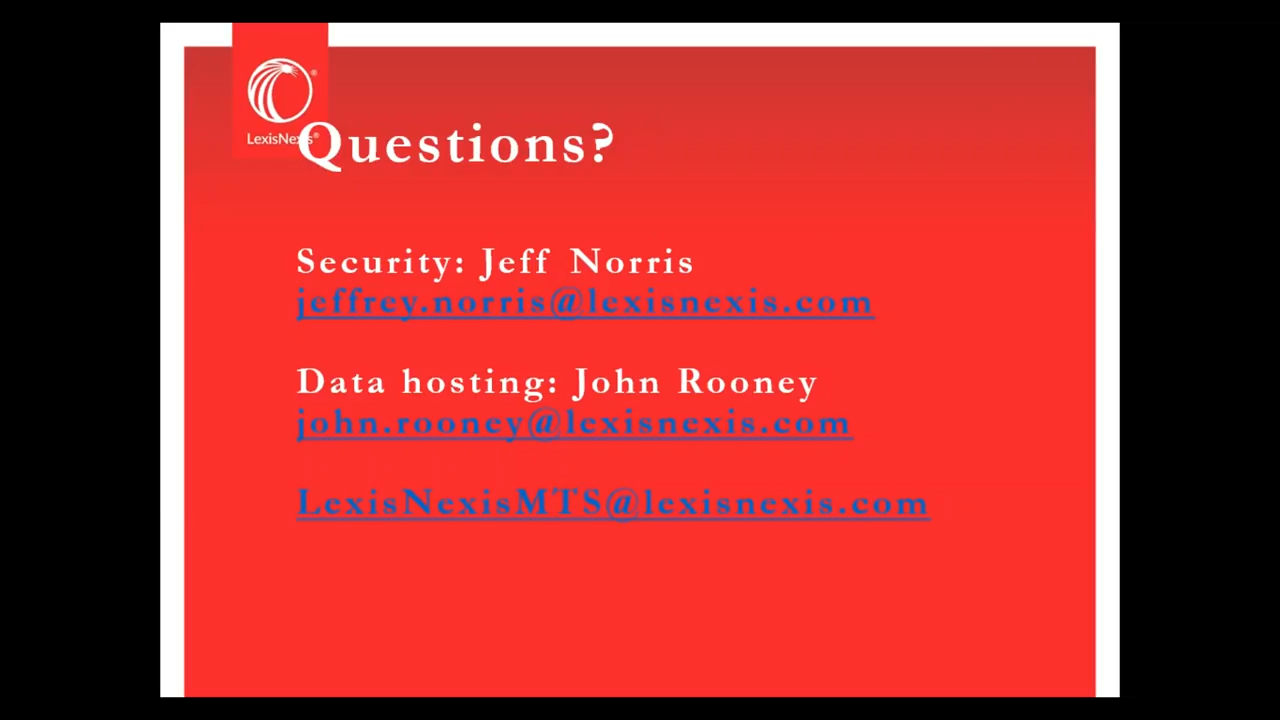 LexisNexis®
Questions?
Security: Jeff Norris
jeffrey.norris@lexisnexis.com
Data hosting: John Rooney
john.rooney@lexisnexis.com
LexisNexisMTS@lexisnexis.com